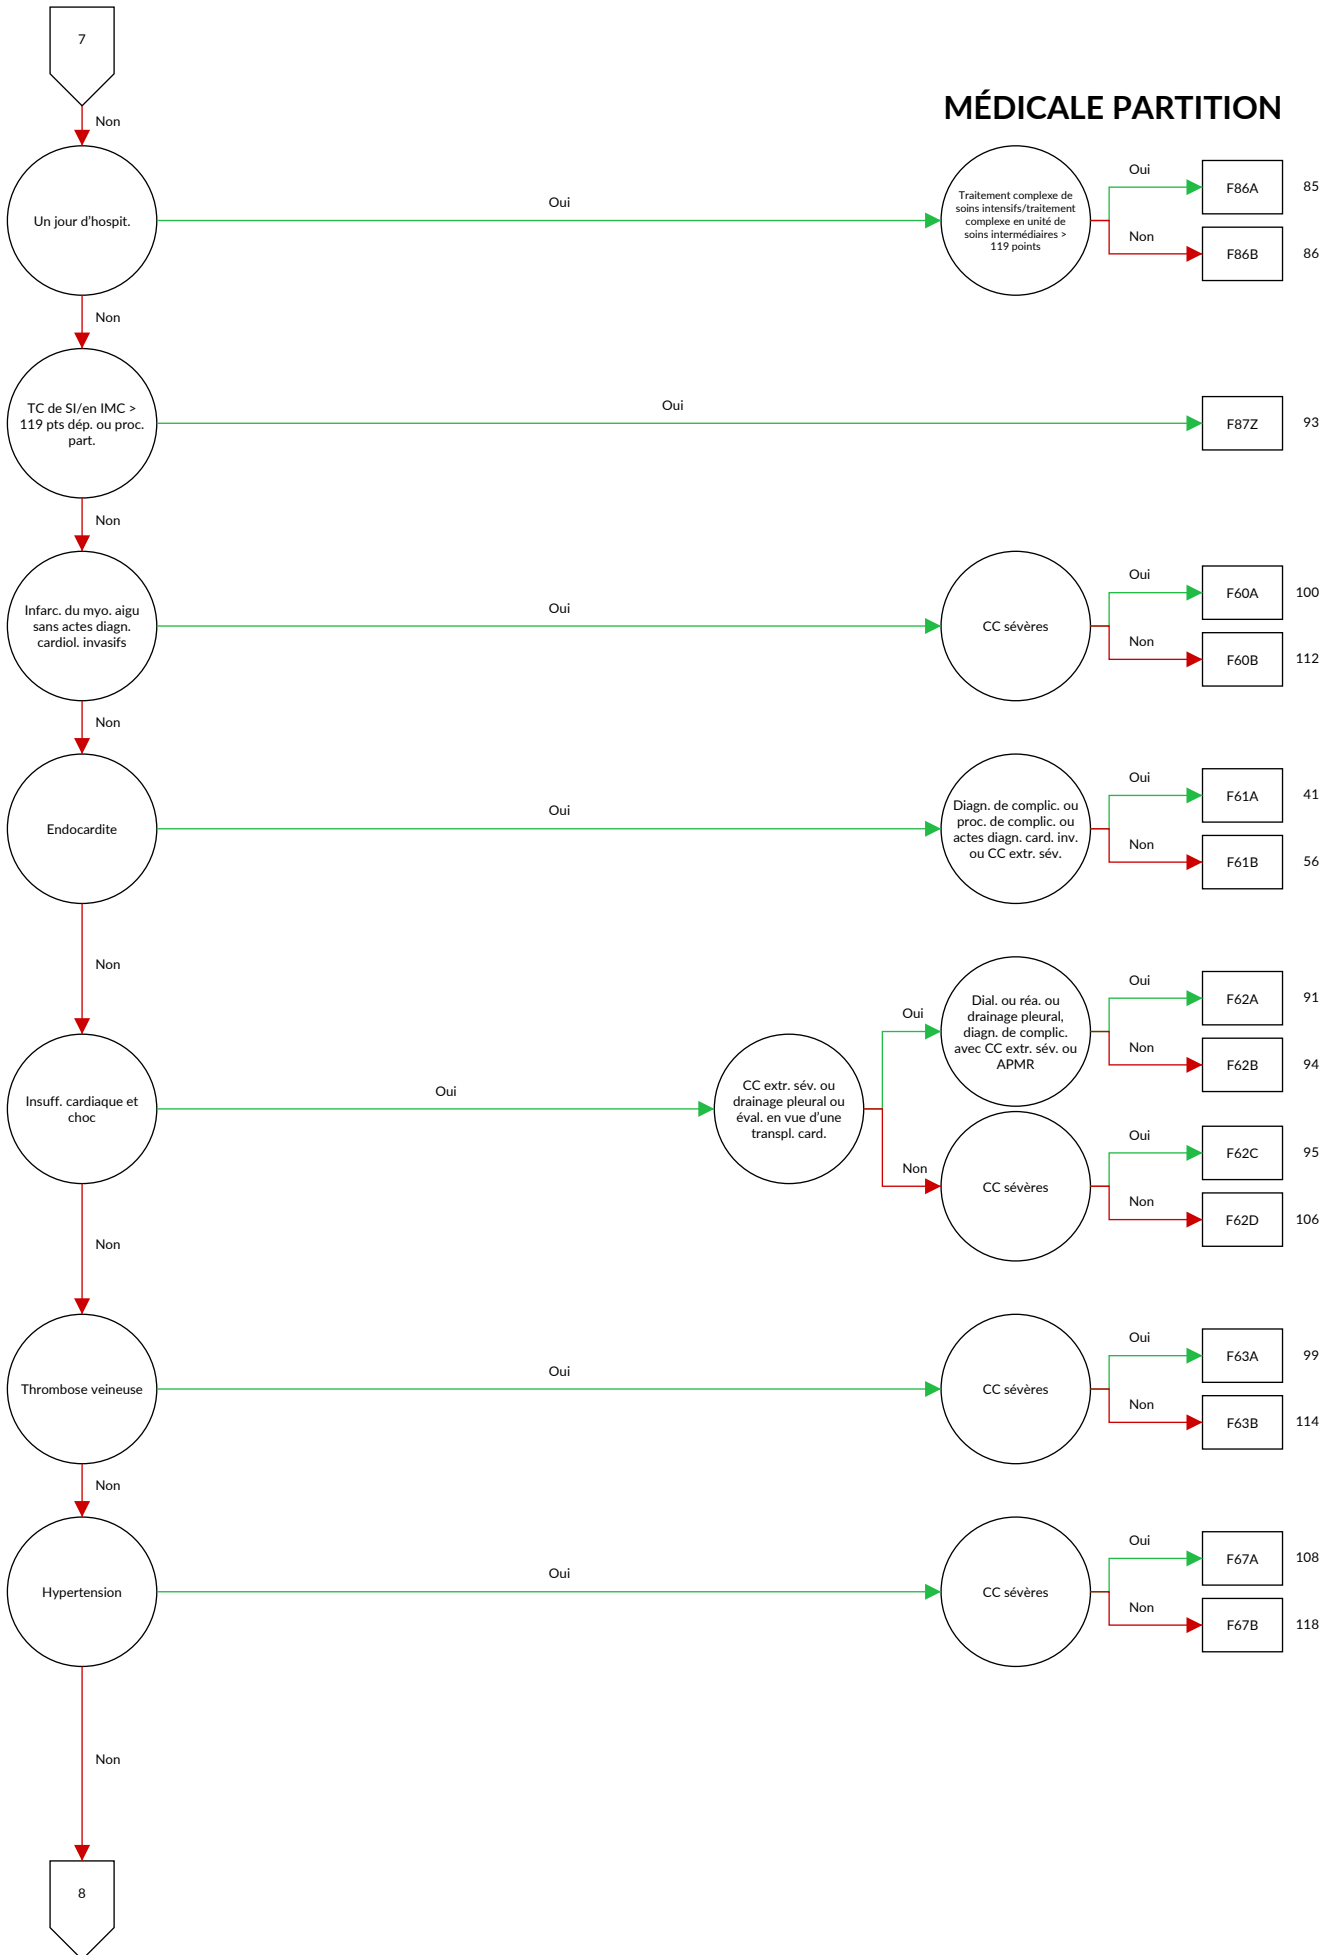 7
Non
MÉDICALE PARTITION
Un jour d'hospit.
Oui
Traitement complexe de
soins intensifs/traitement
complexe en unité de
soins intermédiaires >
119 points
Oui
F86A
85
Non
F86B
86
Non
TC de SI/en IMC >
119 pts dép. ou proc.
part.
Oui
F87Z
93
Non
Infarc. du myo. aigu
sans actes diagn.
cardiol. invasifs
Oui
CC sévères
Oui
F60A
100
Non
F60B
112
Non
Endocardite
Oui
Diagn. de complic. ou
proc. de complic. ou
actes diagn. card. inv.
ou CC extr. sév.
Oui
F61A
41
Non
F61B
56
Non
Insuff. cardiaque et
choc
Oui
CC extr. sév. ou
drainage pleural ou
éval. en vue d'une
transpl. card.
Oui
Dial. ou réa. ou
drainage pleural,
diagn. de complic.
avec CC extr. sév. ou
APMR
Oui
F62A
91
Non
F62B
94
Non
CC sévères
Oui
F62C
95
Non
F62D
106
Non
Thrombose veineuse
Oui
CC sévères
Oui
F63A
99
Non
F63B
114
Non
Hypertension
Oui
CC sévères
Oui
F67A
108
Non
F67B
118
Non
8